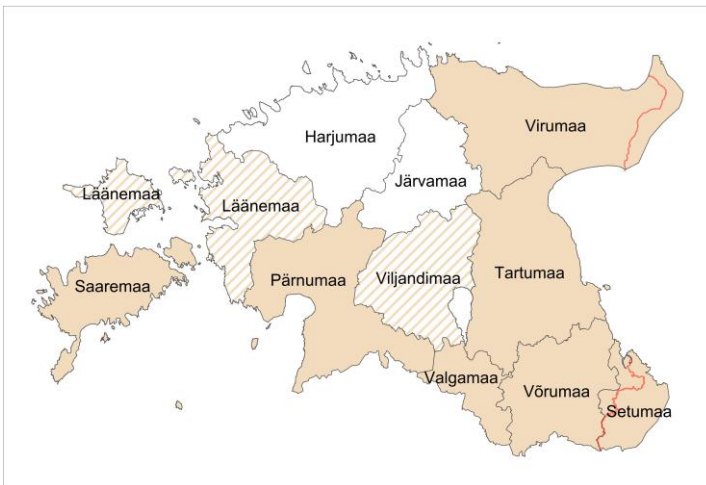 Virumaa
Harjumaa
Järvamaa
Läänemaa
Läänemaa
Saaremaa
Pärnumaa
Viljandimaa
Tartumaa
Valgamaa
Võrumaa
Setumaa